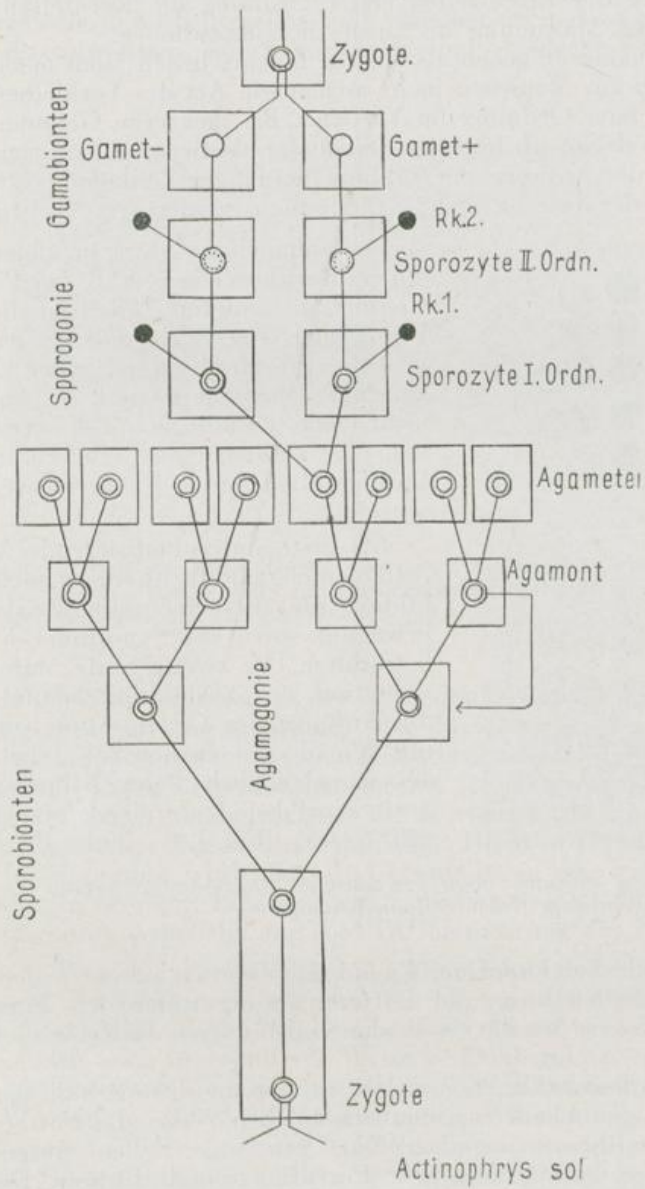 Zygote.
Gamet-
Gamet+
Gamobionten
Rk.2.
Sporozyte II. Ordn.
Rk.1.
Sporogonie
Sporozyte I. Ordn.
Agameten
Agamont
Agamogonie
Sporobionten
Zygote
Actinophrys sol